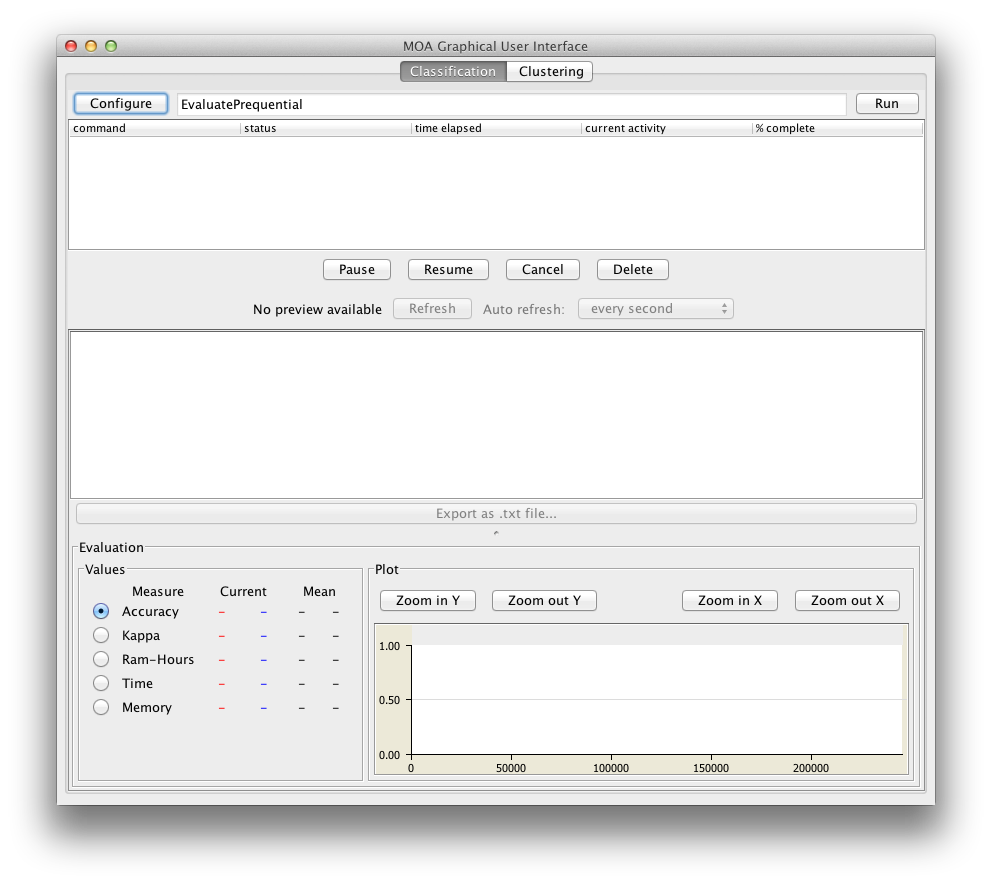 MOA Graphical User Interface
Classification Clustering
Configure EvaluatePrequential Run
command status time elapsed current activity % complete
Pause Resume Cancel Delete
No preview available Refresh Auto refresh: every second
Export as .txt file...
Evaluation
Values
Measure Current Mean
Accuracy - - - -
Kappa - - - -
Ram-Hours - - - -
Time - - - -
Memory - - - -
Plot
Zoom in Y Zoom out Y Zoom in X Zoom out X
1.00
0.50
0.00
0 50000 100000 150000 200000